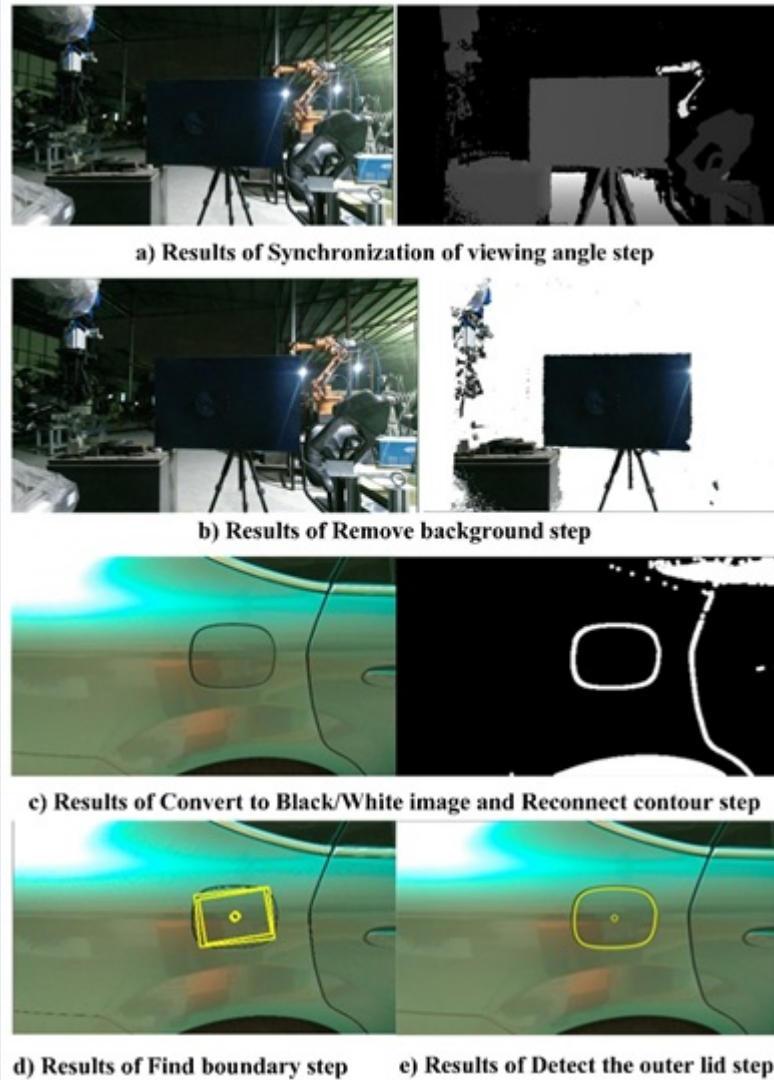 a) Results of Synchronization of viewing angle step
b) Results of Remove background step
c) Results of Convert to Black/White image and Reconnect contour step
d) Results of Find boundary step
e) Results of Detect the outer lid step